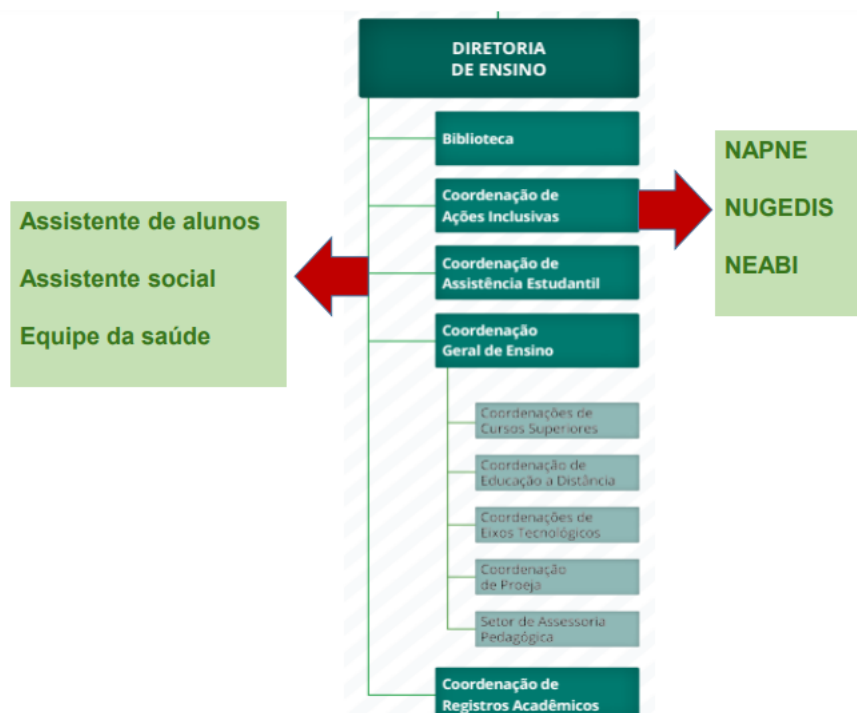 DIRETORIA
DE ENSINO
Biblioteca
Coordenação de
Ações Inclusivas
Coordenação de
Assistência Estudantil
Coordenação
Geral de Ensino
Coordenações de
Cursos Superiores
Coordenação de
Educação a Distância
Coordenações de
Eixos Tecnológicos
Coordenação
de Proeja
Setor de Assessoria
Pedagógica
Coordenação de
Registros Acadêmicos
Assistente de alunos
Assistente social
Equipe da saúde
NAPNE
NUGEDIS
NEABI